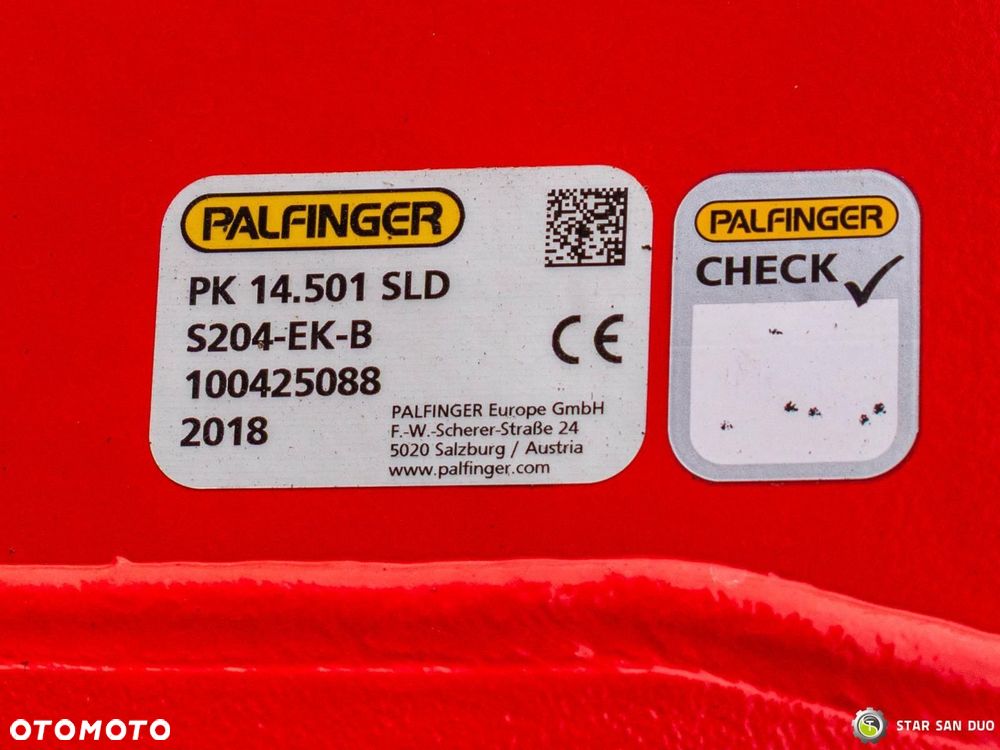 PALFINGER
PK 14.501 SLD
S204-EK-B
100425088
2018
CE
PALFINGER Europe GmbH
F.-W.-Scherer-Straße 24
5020 Salzburg / Austria
www.palfinger.com
PALFINGER
CHECK
OTOMOTO
STAR SAN DUO